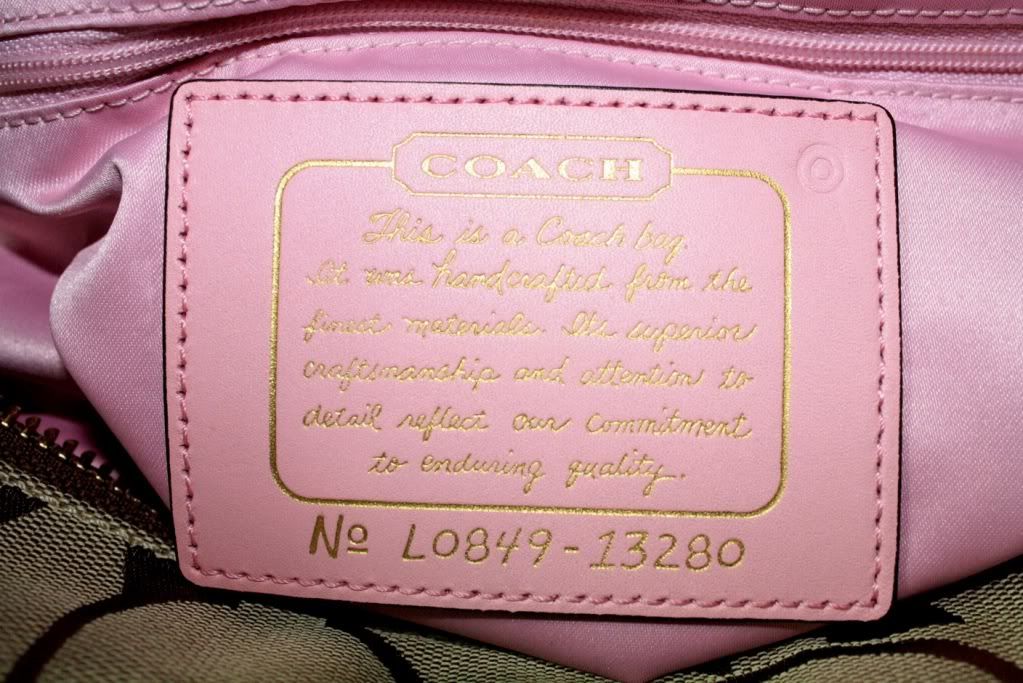 COACH
This is a Coach bag.
It was handcrafted from the
finest materials. Its superior
craftsmanship and attention to
detail reflect our commitment
to enduring quality.
Nº L0849-13280